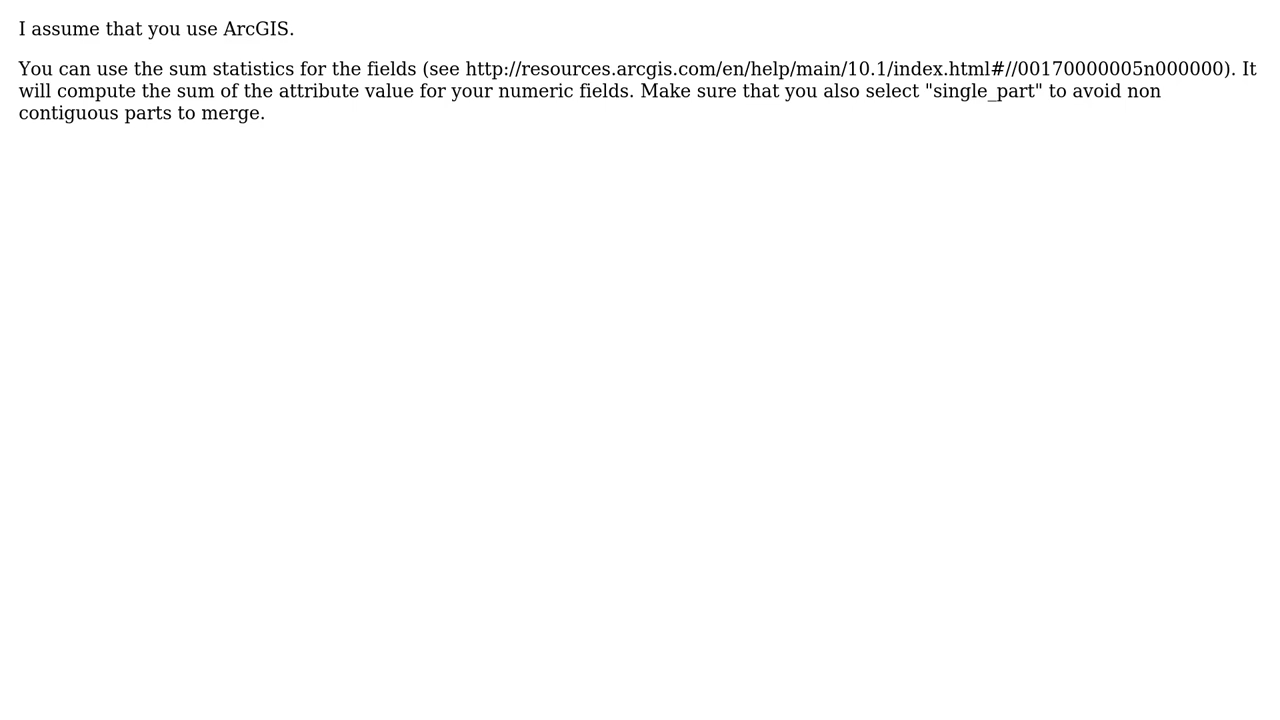 I assume that you use ArcGIS.
You can use the sum statistics for the fields (see http://resources.arcgis.com/en/help/main/10.1/index.html#//00170000005n000000). It
will compute the sum of the attribute value for your numeric fields. Make sure that you also select "single_part" to avoid non
contiguous parts to merge.